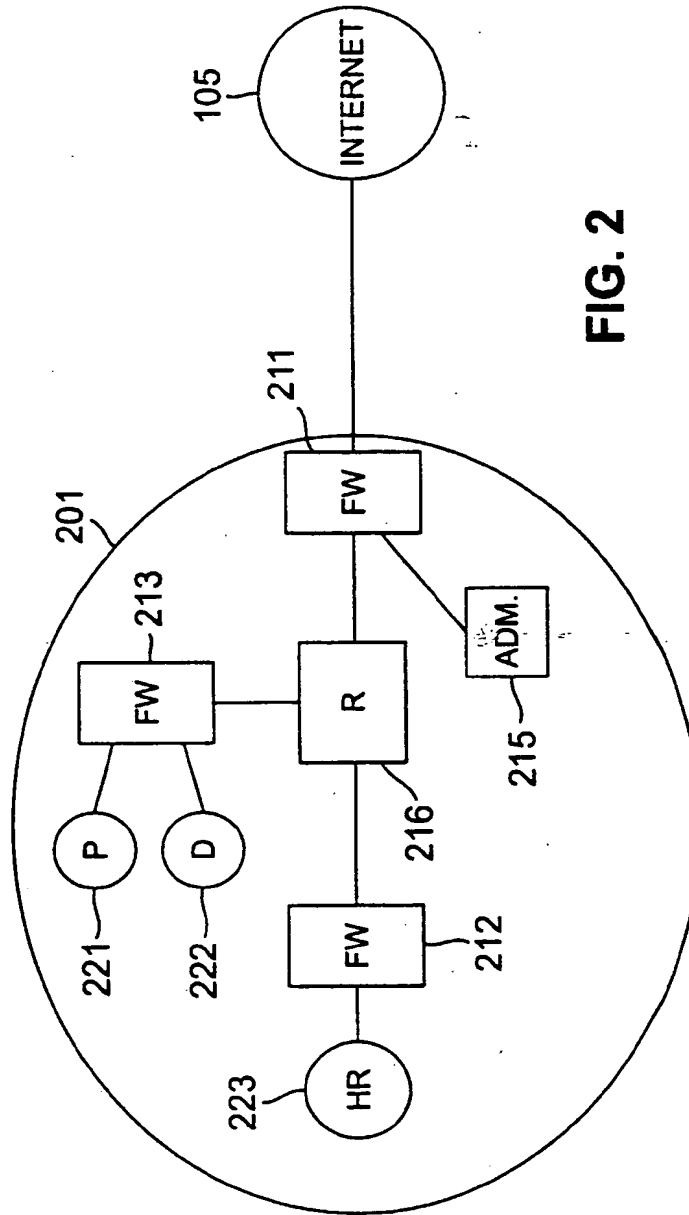 201
213
FW
P
221
D
222
211
FW
INTERNET
105
R
216
FW
212
HR
223
ADM.
215
FIG. 2